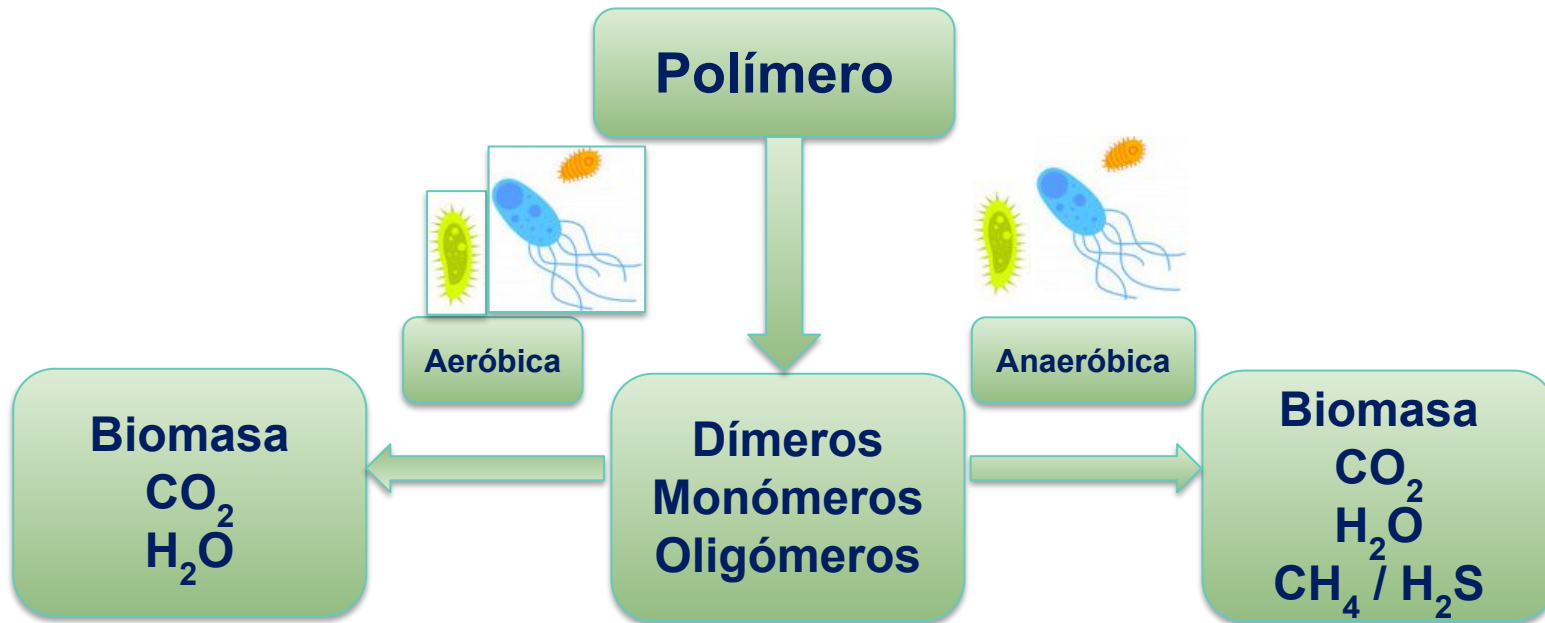 Polímero
Aeróbica
Anaeróbica
Biomasa
CO₂
H₂O
Dímeros
Monómeros
Oligómeros
Biomasa
CO₂
H₂O
CH₄ / H₂S